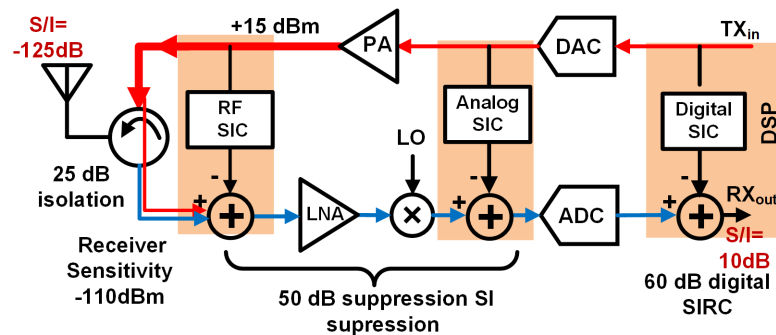 S/I=
-125dB
+15 dBm
PA
DAC
TXin
RF
SIC
Analog
SIC
Digital
SIC
DSP
LO
25 dB
isolation
-
-
-
+
+
LNA
×
+
+
ADC
+
+
RXout
S/I=
10dB
Receiver
Sensitivity
-110dBm
50 dB suppression SI
supression
60 dB digital
SIRC